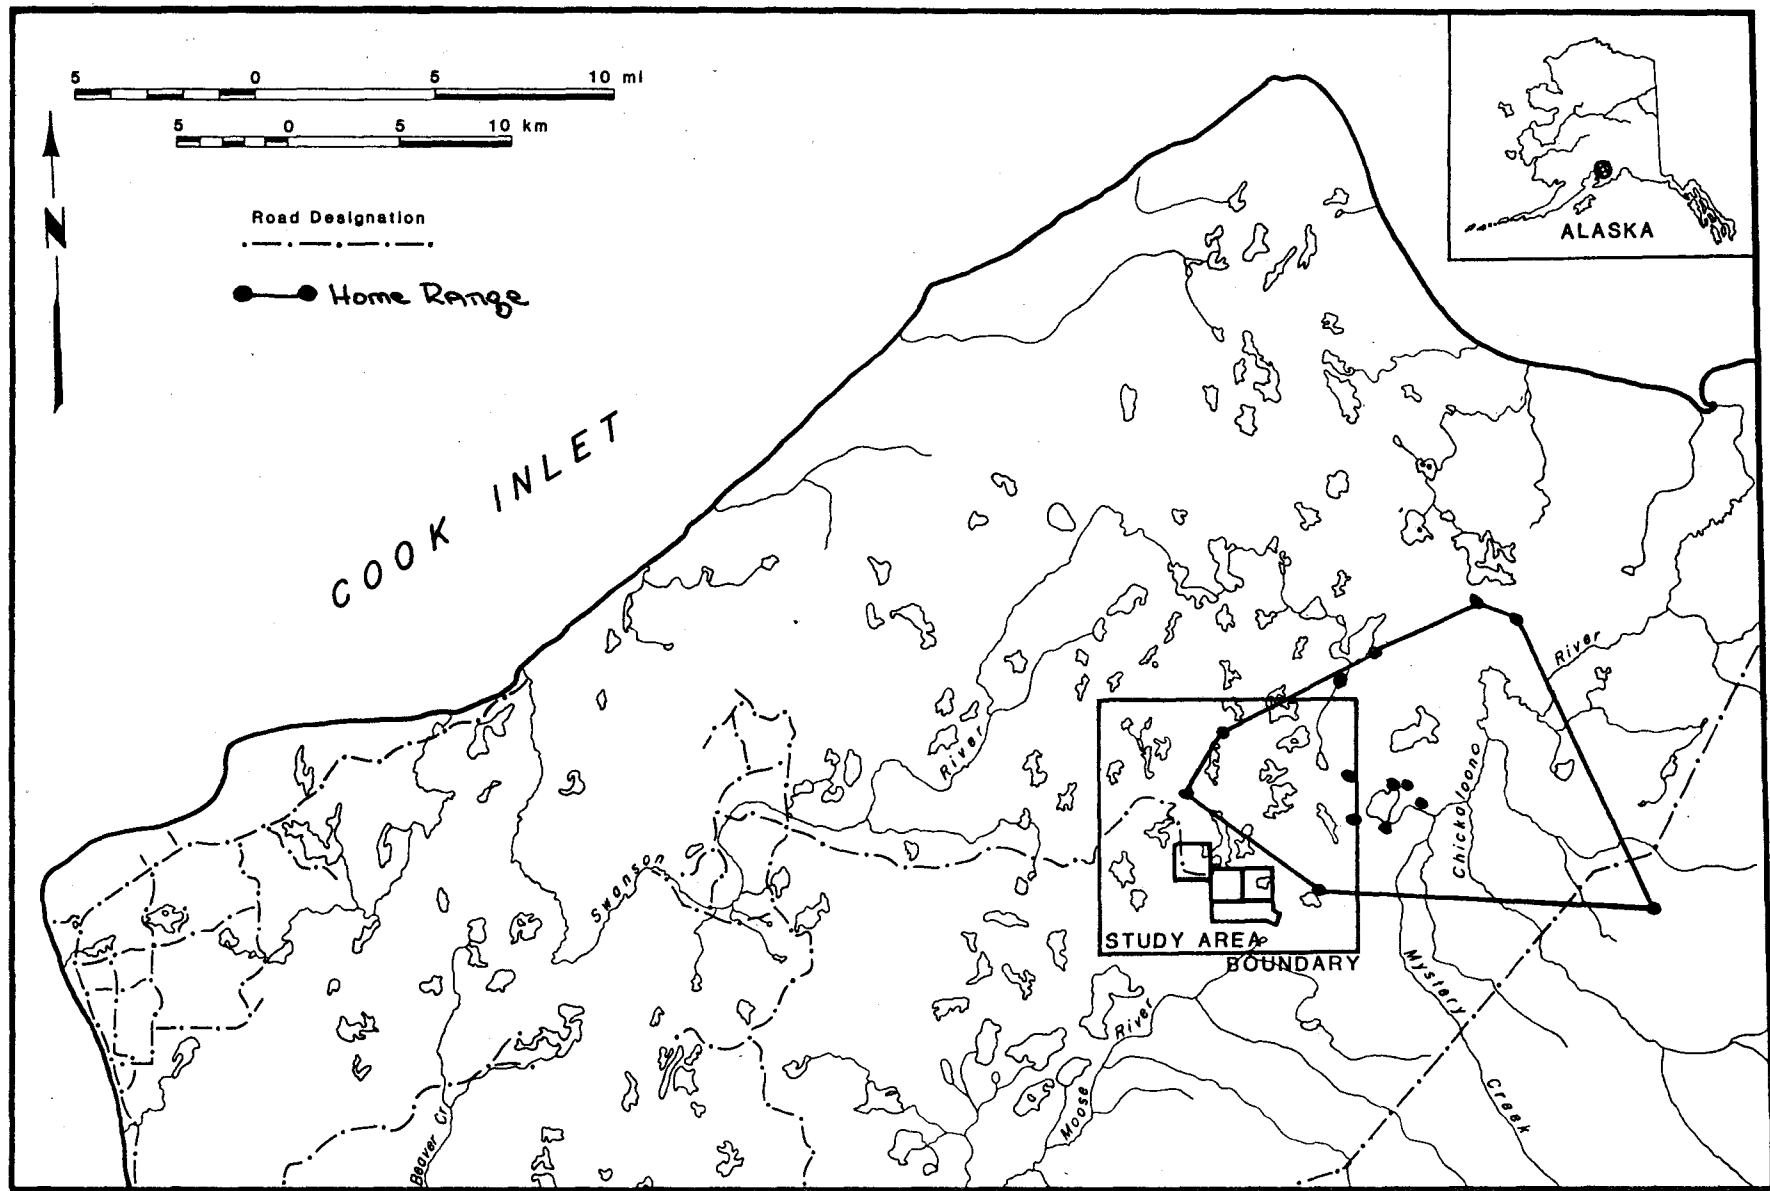 5 0 5 10 mi
5 0 5 10 km
N
Road Designation
Home Range
ALASKA
COOK INLET
River
River
Chickaloono
Swanson
STUDY AREA
BOUNDARY
Mystery
River
Moose
Creek
Beaver Cr